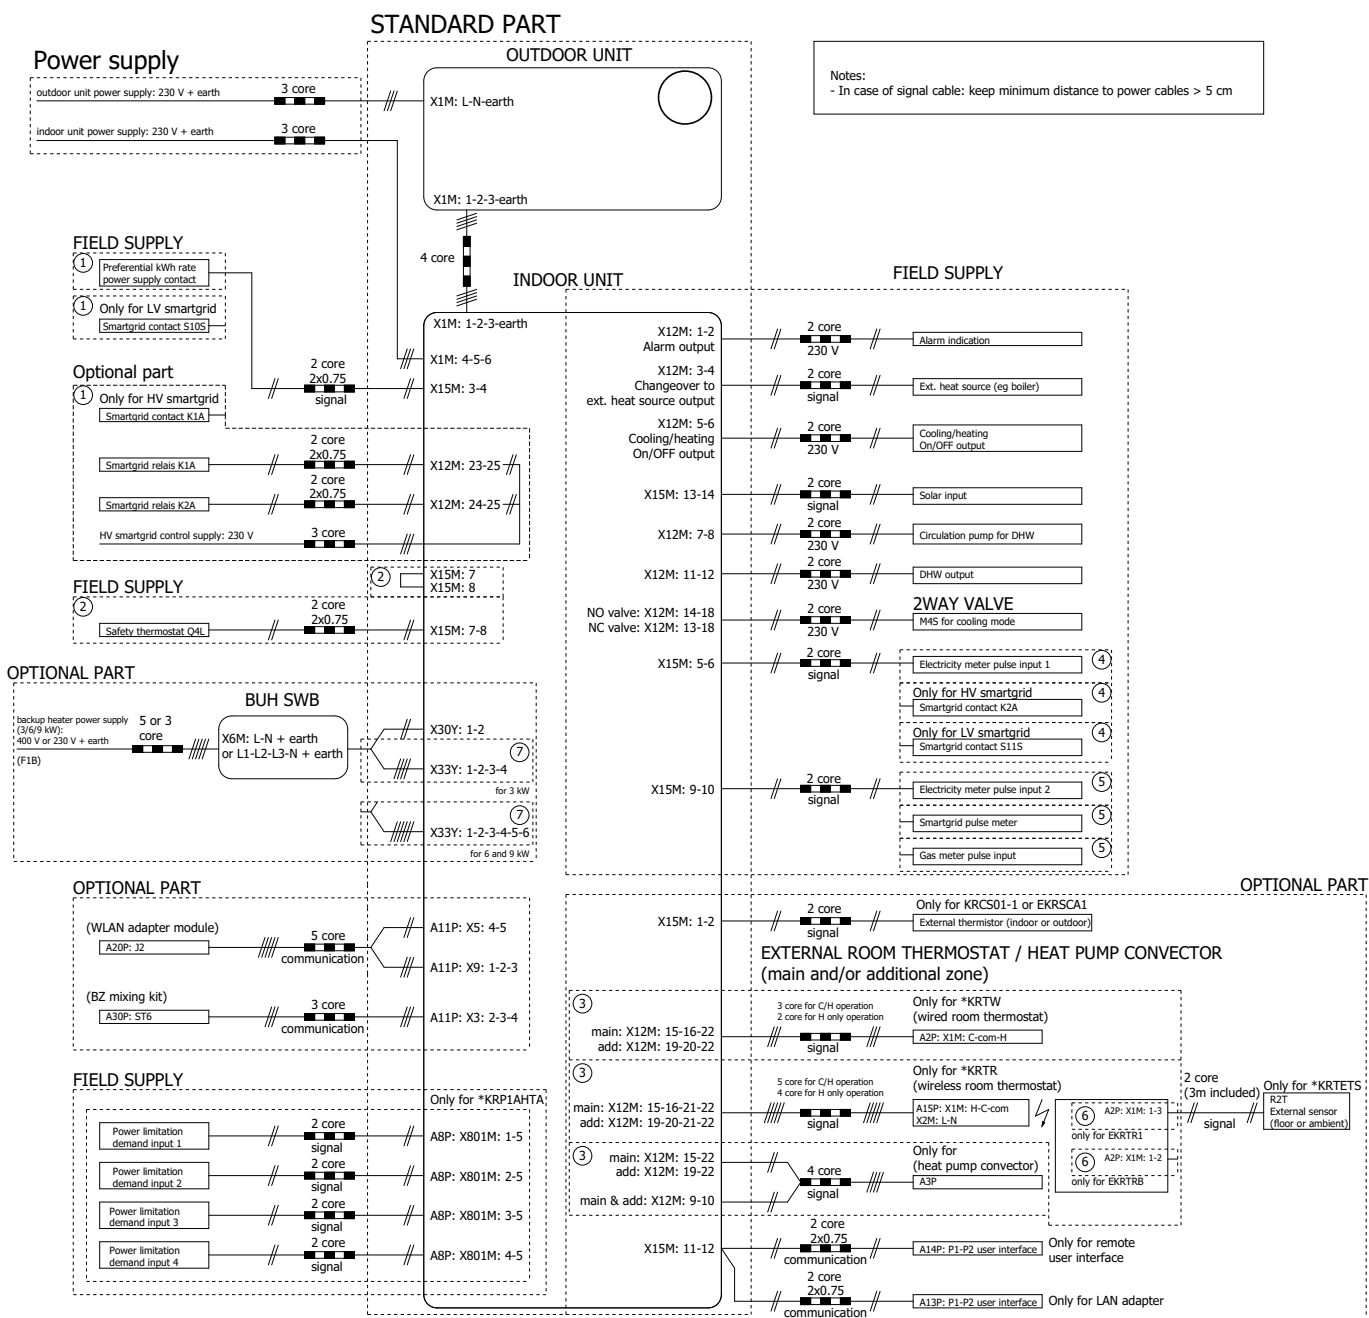 STANDARD PART
Power supply
outdoor unit power supply: 230 V + earth
3 core
indoor unit power supply: 230 V + earth
3 core
OUTDOOR UNIT
X1M: L-N-earth
X1M: 1-2-3-earth
Notes:
- In case of signal cable: keep minimum distance to power cables > 5 cm
4 core
INDOOR UNIT
X1M: 1-2-3-earth
X1M: 4-5-6
FIELD SUPPLY
1
Preferential kWh rate
power supply contact
1
Only for LV smartgrid
Smartgrid contact S10S
2 core
2x0.75
signal
X15M: 3-4
Optional part
1
Only for HV smartgrid
Smartgrid contact K1A
Smartgrid relais K1A
2 core
2x0.75
X12M: 23-25
Smartgrid relais K2A
2 core
2x0.75
X12M: 24-25
HV smartgrid control supply: 230 V
3 core
2
X15M: 7
X15M: 8
FIELD SUPPLY
2
Safety thermostat Q4L
2 core
2x0.75
X15M: 7-8
OPTIONAL PART
backup heater power supply
(3/6/9 kW):
400 V or 230 V + earth
(F1B)
5 or 3
core
BUH SWB
X6M: L-N + earth
or L1-L2-L3-N + earth
X30Y: 1-2
7
X33Y: 1-2-3-4
for 3 kW
7
X33Y: 1-2-3-4-5-6
for 6 and 9 kW
OPTIONAL PART
(WLAN adapter module)
A20P: J2
5 core
communication
A11P: X5: 4-5
A11P: X9: 1-2-3
(BZ mixing kit)
A30P: ST6
3 core
communication
A11P: X3: 2-3-4
FIELD SUPPLY
Only for *KRP1AHTA
Power limitation
demand input 1
2 core
signal
A8P: X801M: 1-5
Power limitation
demand input 2
2 core
signal
A8P: X801M: 2-5
Power limitation
demand input 3
2 core
signal
A8P: X801M: 3-5
Power limitation
demand input 4
2 core
signal
A8P: X801M: 4-5
FIELD SUPPLY
X12M: 1-2
Alarm output
2 core
230 V
Alarm indication
X12M: 3-4
Changeover to
ext. heat source output
2 core
signal
Ext. heat source (eg boiler)
X12M: 5-6
Cooling/heating
On/OFF output
2 core
230 V
Cooling/heating
On/OFF output
X15M: 13-14
2 core
signal
Solar input
X12M: 7-8
2 core
230 V
Circulation pump for DHW
X12M: 11-12
2 core
230 V
DHW output
NO valve: X12M: 14-18
NC valve: X12M: 13-18
2 core
230 V
2WAY VALVE
M4S for cooling mode
X15M: 5-6
2 core
signal
Electricity meter pulse input 1
4
Only for HV smartgrid
Smartgrid contact K2A
4
Only for LV smartgrid
Smartgrid contact S11S
4
X15M: 9-10
2 core
signal
Electricity meter pulse input 2
5
Smartgrid pulse meter
5
Gas meter pulse input
5
OPTIONAL PART
X15M: 1-2
2 core
signal
Only for KRCS01-1 or EKRSCA1
External thermistor (indoor or outdoor)
EXTERNAL ROOM THERMOSTAT / HEAT PUMP CONVECTOR
(main and/or additional zone)
3
main: X12M: 15-16-22
add: X12M: 19-20-22
3 core for C/H operation
2 core for H only operation
signal
Only for *KRTW
(wired room thermostat)
A2P: X1M: C-com-H
3
main: X12M: 15-16-21-22
add: X12M: 19-20-21-22
5 core for C/H operation
4 core for H only operation
signal
Only for *KRTR
(wireless room thermostat)
A15P: X1M: H-C-com
X2M: L-N
6
A2P: X1M: 1-3
only for EKRTR1
6
A2P: X1M: 1-2
only for EKRTRB
2 core
(3m included)
signal
Only for *KRTETS
R2T
External sensor
(floor or ambient)
3
main: X12M: 15-22
add: X12M: 19-22
main & add: X12M: 9-10
4 core
signal
Only for
(heat pump convector)
A3P
X15M: 11-12
2 core
2x0.75
communication
A14P: P1-P2 user interface
Only for remote
user interface
2 core
2x0.75
communication
A13P: P1-P2 user interface
Only for LAN adapter